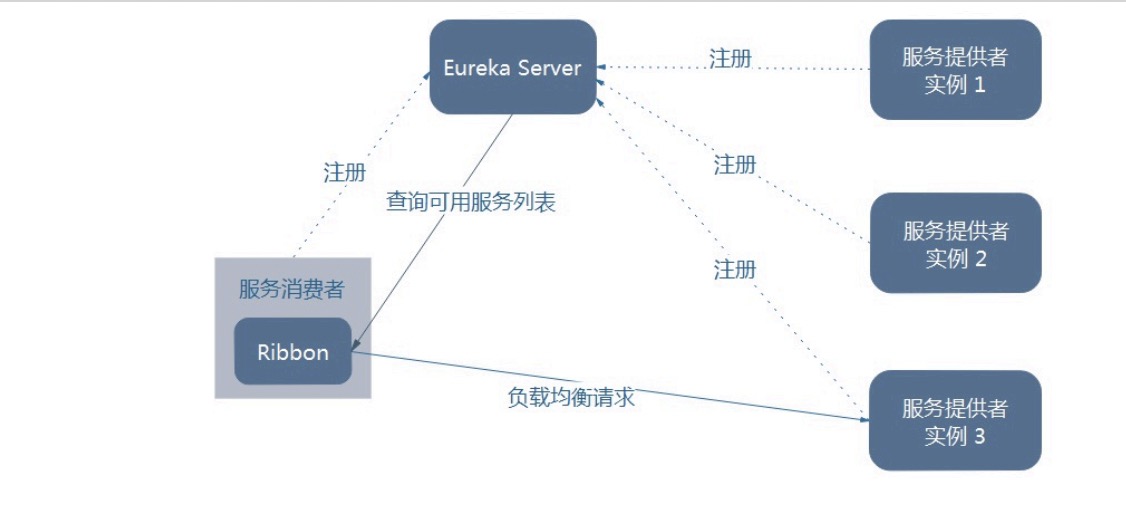 Eureka Server
注册
服务提供者
实例 1
注册
注册
查询可用服务列表
服务提供者
实例 2
注册
服务消费者
Ribbon
负载均衡请求
服务提供者
实例 3